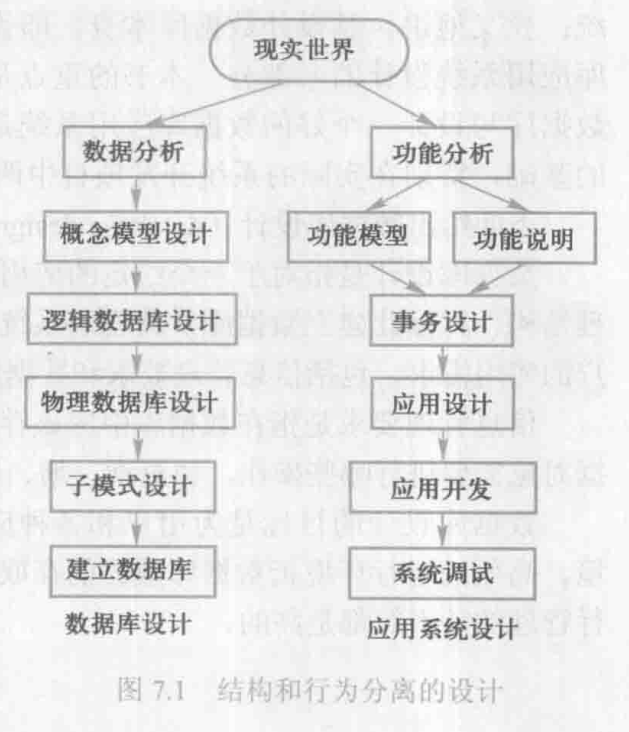 现实世界
数据分析 功能分析
概念模型设计 功能模型 功能说明
逻辑数据库设计 事务设计
物理数据库设计 应用设计
子模式设计 应用开发
建立数据库 系统调试
数据库设计 应用系统设计
图 7.1 结构和行为分离的设计